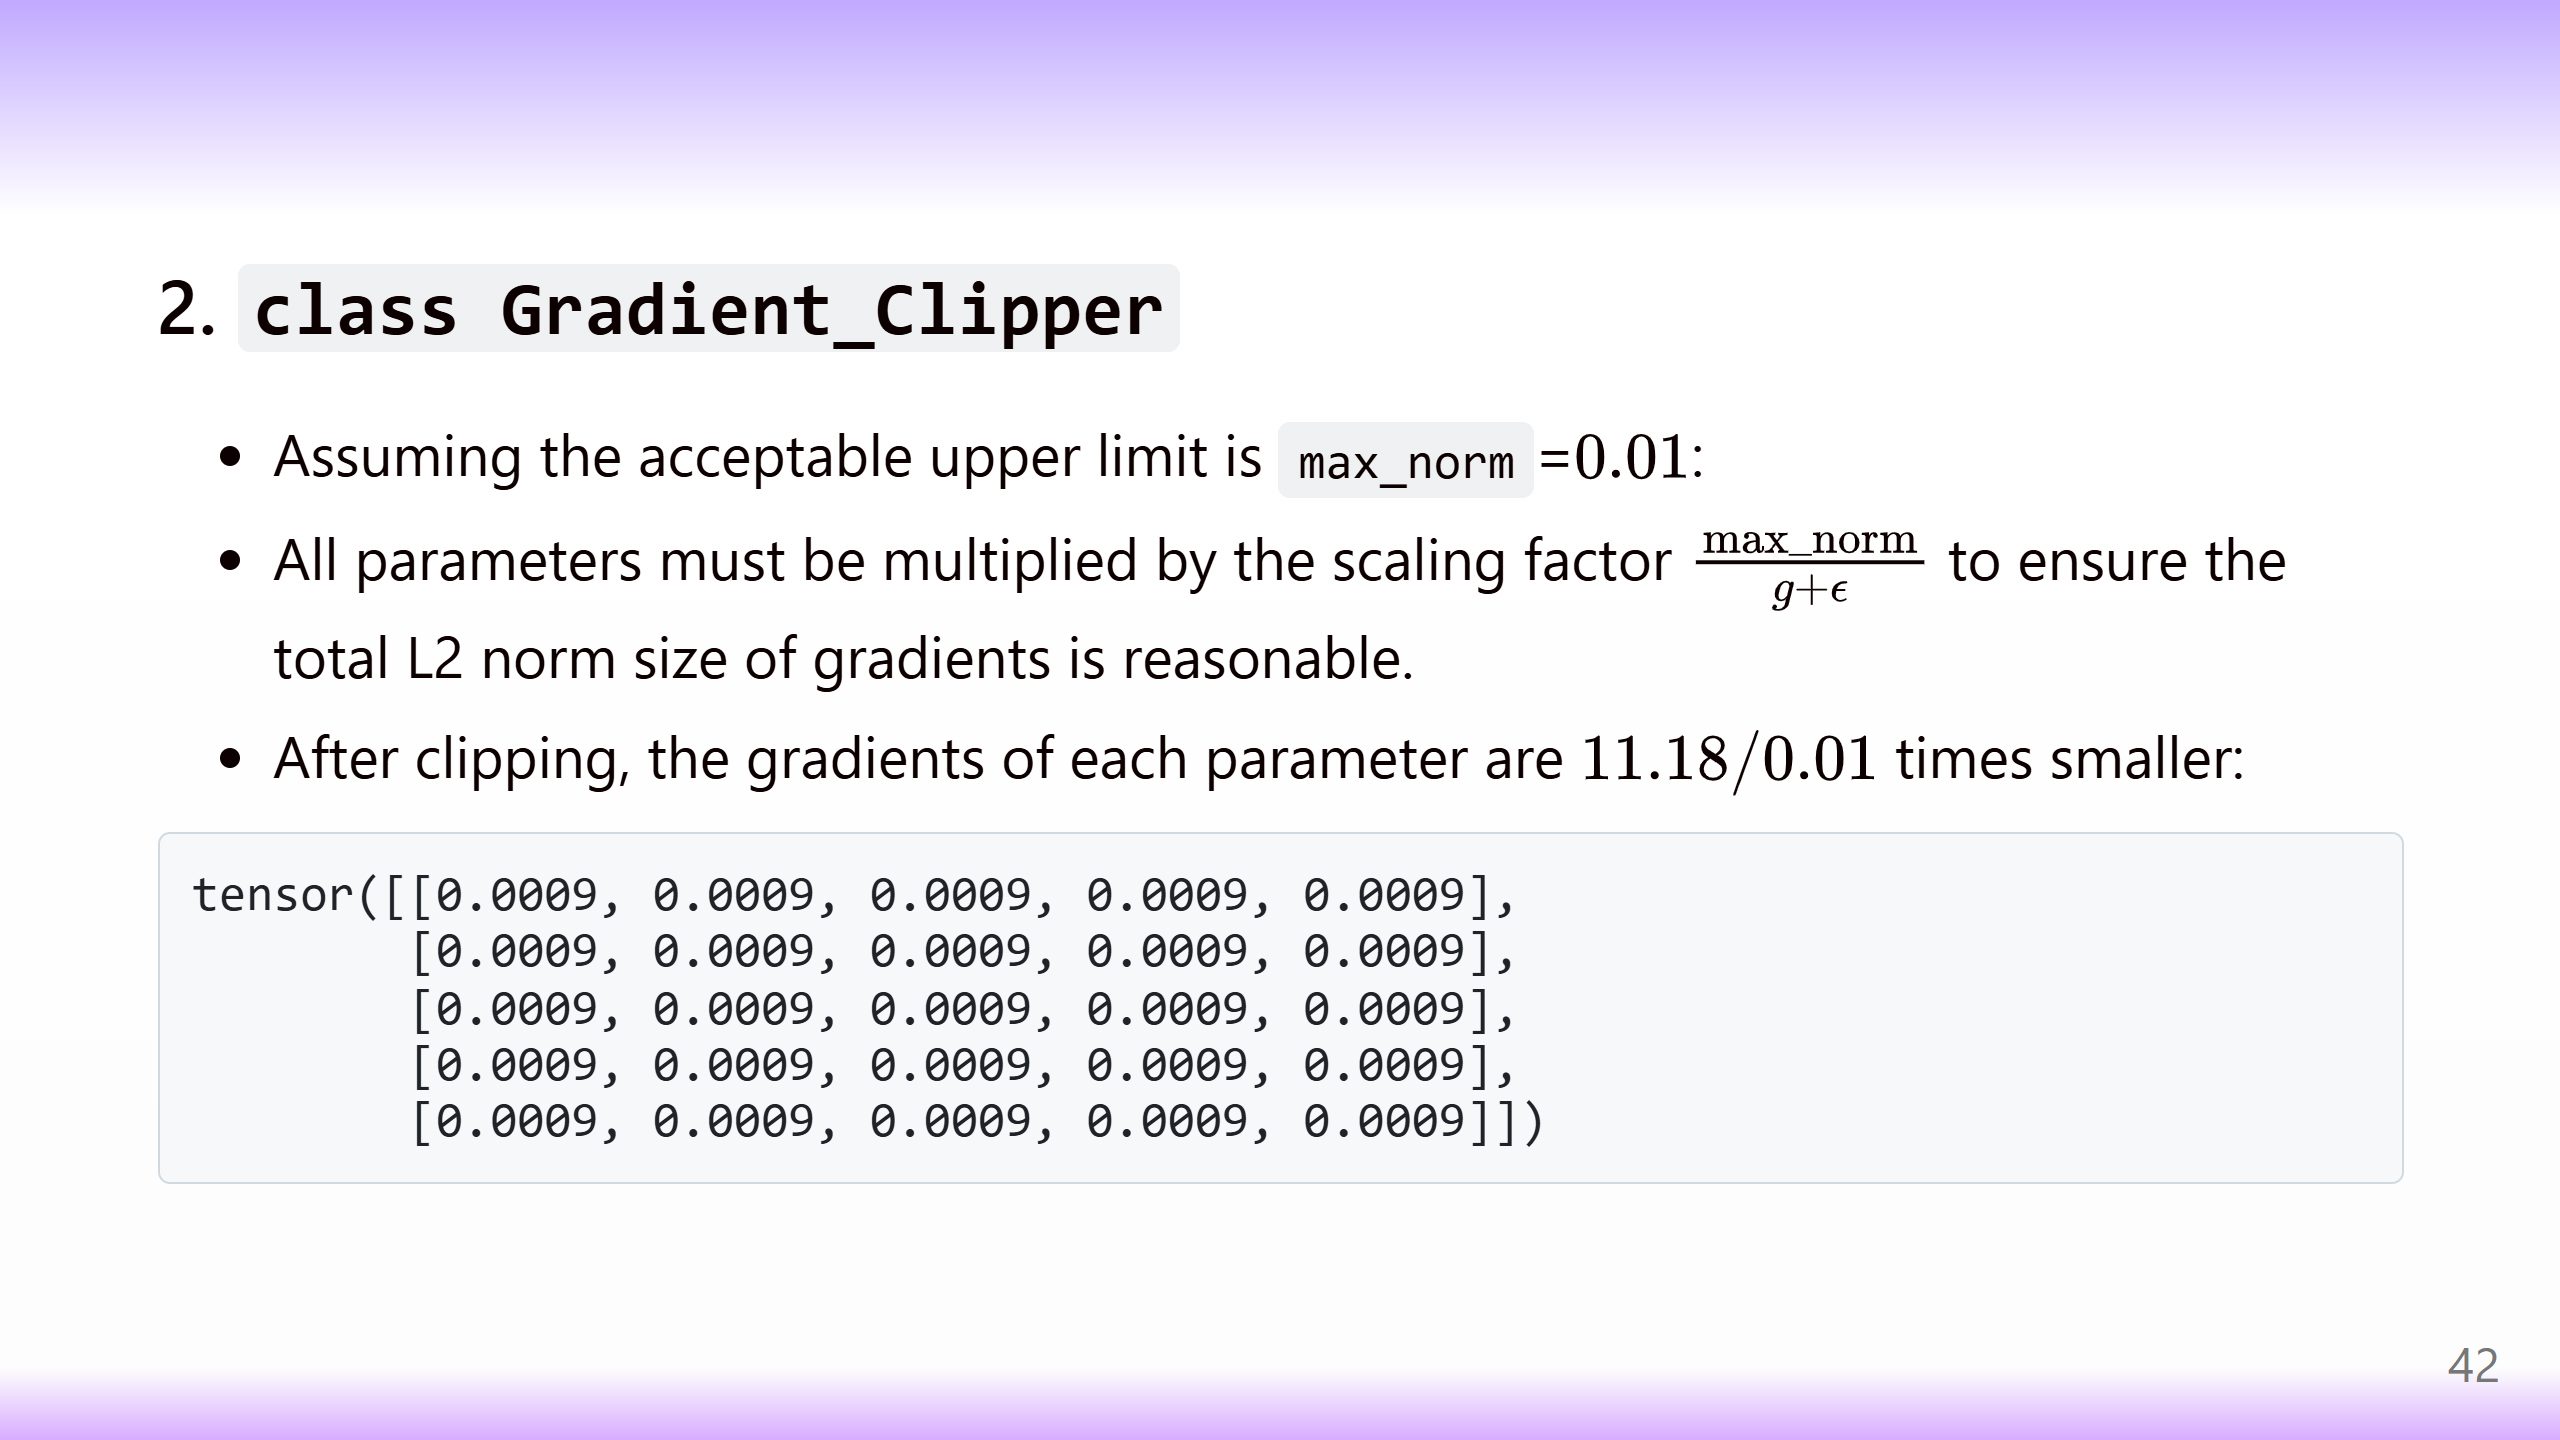 2. class Gradient_Clipper
• Assuming the acceptable upper limit is max_norm =0.01:
• All parameters must be multiplied by the scaling factor max_norm/(g+ϵ) to ensure the
total L2 norm size of gradients is reasonable.
• After clipping, the gradients of each parameter are 11.18/0.01 times smaller:
tensor([[0.0009, 0.0009, 0.0009, 0.0009, 0.0009],
        [0.0009, 0.0009, 0.0009, 0.0009, 0.0009],
        [0.0009, 0.0009, 0.0009, 0.0009, 0.0009],
        [0.0009, 0.0009, 0.0009, 0.0009, 0.0009],
        [0.0009, 0.0009, 0.0009, 0.0009, 0.0009]])
42